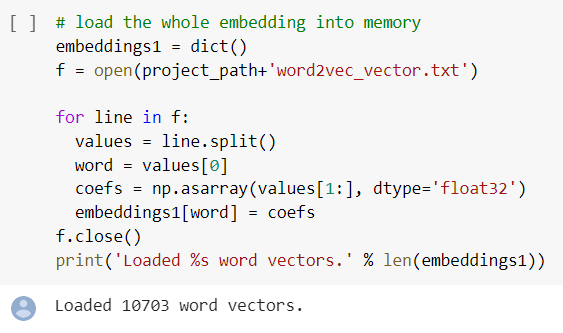 [ ] # load the whole embedding into memory
embeddings1 = dict()
f = open(project_path+'word2vec_vector.txt')
for line in f:
values = line.split()
word = values[0]
coefs = np.asarray(values[1:], dtype='float32')
embeddings1[word] = coefs
f.close()
print('Loaded %s word vectors.' % len(embeddings1))
Loaded 10703 word vectors.